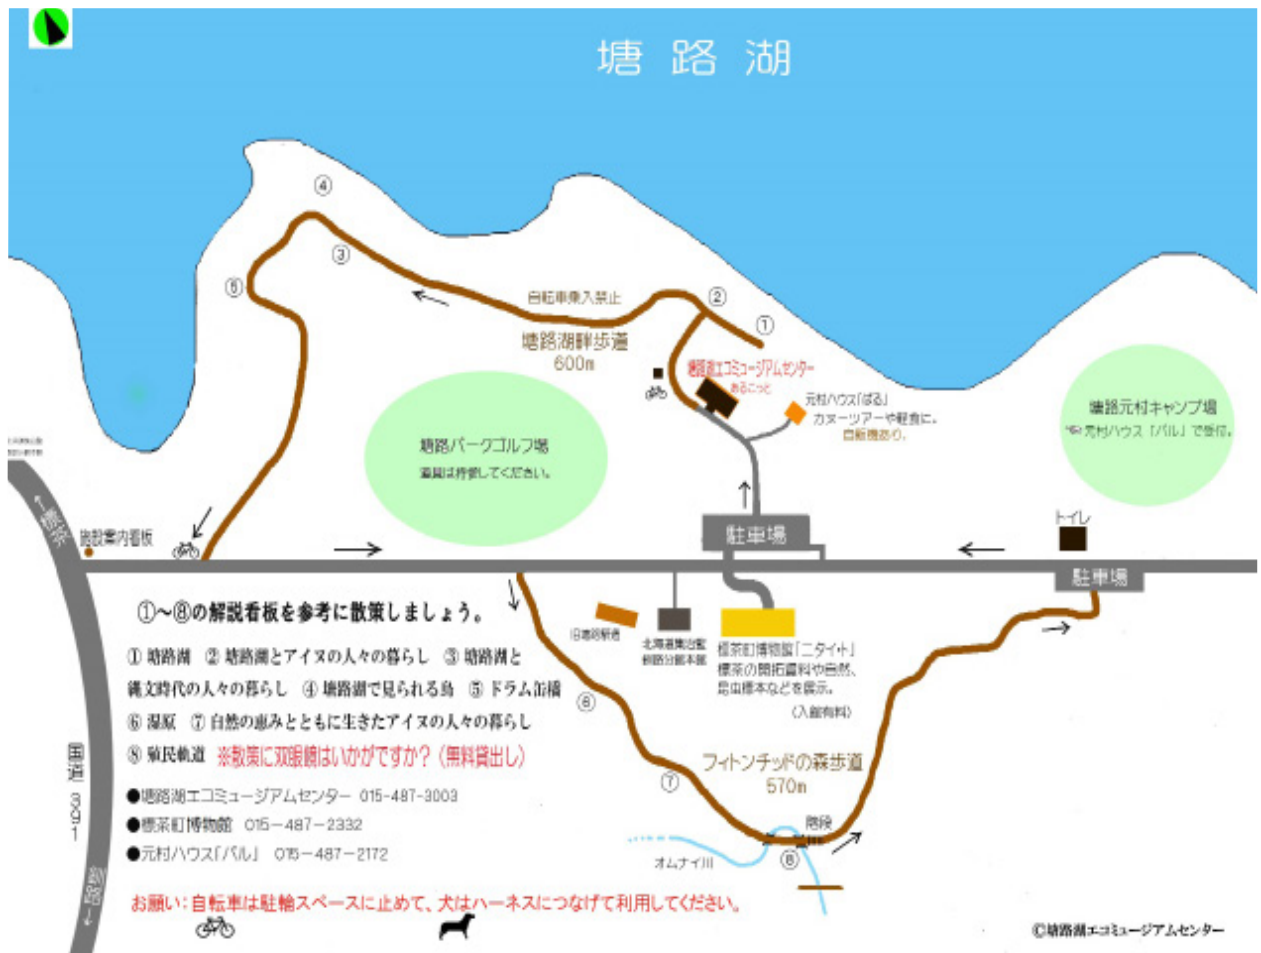 塘路湖
④
③
⑤
自転車乗入禁止
②
①
塘路湖畔歩道
600m
塘路湖エコミュージアムセンター
あるこっと
元村ハウス「ぱる」
カヌーツアーや軽食に。
自販機あり。
塘路元村キャンプ場
元村ハウス「パル」で受付。
塘路パークゴルフ場
道具は持参してください。
←標茶
施設案内看板
駐車場
トイレ
駐車場
①～⑧の解説看板を参考に散策しましょう。
① 塘路湖 ② 塘路湖とアイヌの人々の暮らし ③ 塘路湖と
縄文時代の人々の暮らし ④ 塘路湖で見られる鳥 ⑤ ドラム缶橋
⑥ 湿原 ⑦ 自然の恵みとともに生きたアイヌの人々の暮らし
⑧ 殖民軌道 ※散策に双眼鏡はいかがですか？（無料貸出し）
●塘路湖エコミュージアムセンター 015-487-3003
●標茶町博物館 015－487－2332
●元村ハウス「パル」 015－487－2172
旧塘路駅逓
北海道集治監
釧路分監本館
標茶町博物館「ニタイ・ト」
標茶の開拓資料や自然、
昆虫標本などを展示。
（入館有料）
⑥
⑦
フィトンチッドの森歩道
570m
階段
⑧
オムナイ川
国道 391
釧路→
お願い：自転車は駐輪スペースに止めて、犬はハーネスにつなげて利用してください。
©塘路湖エコミュージアムセンター